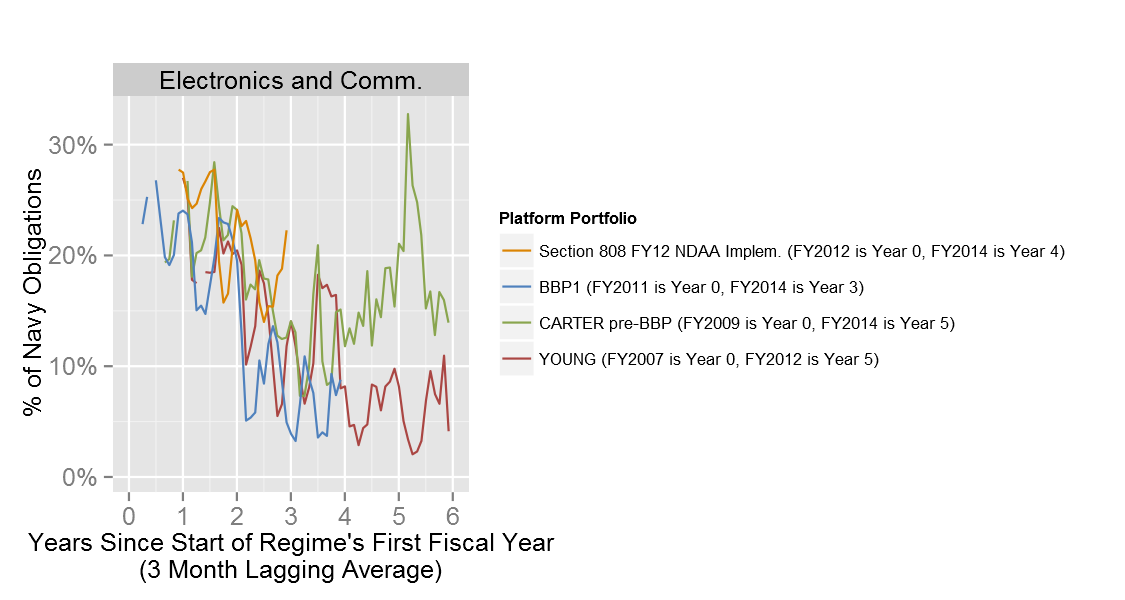 Electronics and Comm.
% of Navy Obligations
30%
20%
10%
0%
0 1 2 3 4 5 6
Years Since Start of Regime's First Fiscal Year
(3 Month Lagging Average)
Platform Portfolio
Section 808 FY12 NDAA Implem. (FY2012 is Year 0, FY2014 is Year 4)
BBP1 (FY2011 is Year 0, FY2014 is Year 3)
CARTER pre-BBP (FY2009 is Year 0, FY2014 is Year 5)
YOUNG (FY2007 is Year 0, FY2012 is Year 5)